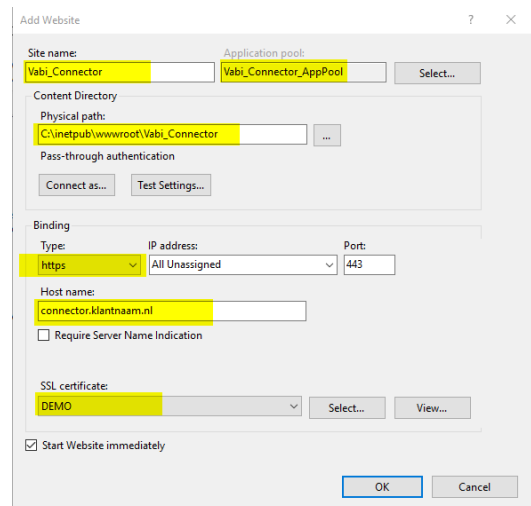 Add Website ? ×
Site name: Application pool:
Vabi_Connector Vabi_Connector_AppPool Select...
Content Directory
Physical path:
C:\inetpub\wwwroot\Vabi_Connector ...
Pass-through authentication
Connect as... Test Settings...
Binding
Type: IP address: Port:
https All Unassigned 443
Host name:
connector.klantnaam.nl
Require Server Name Indication
SSL certificate:
DEMO Select... View...
Start Website immediately
OK Cancel